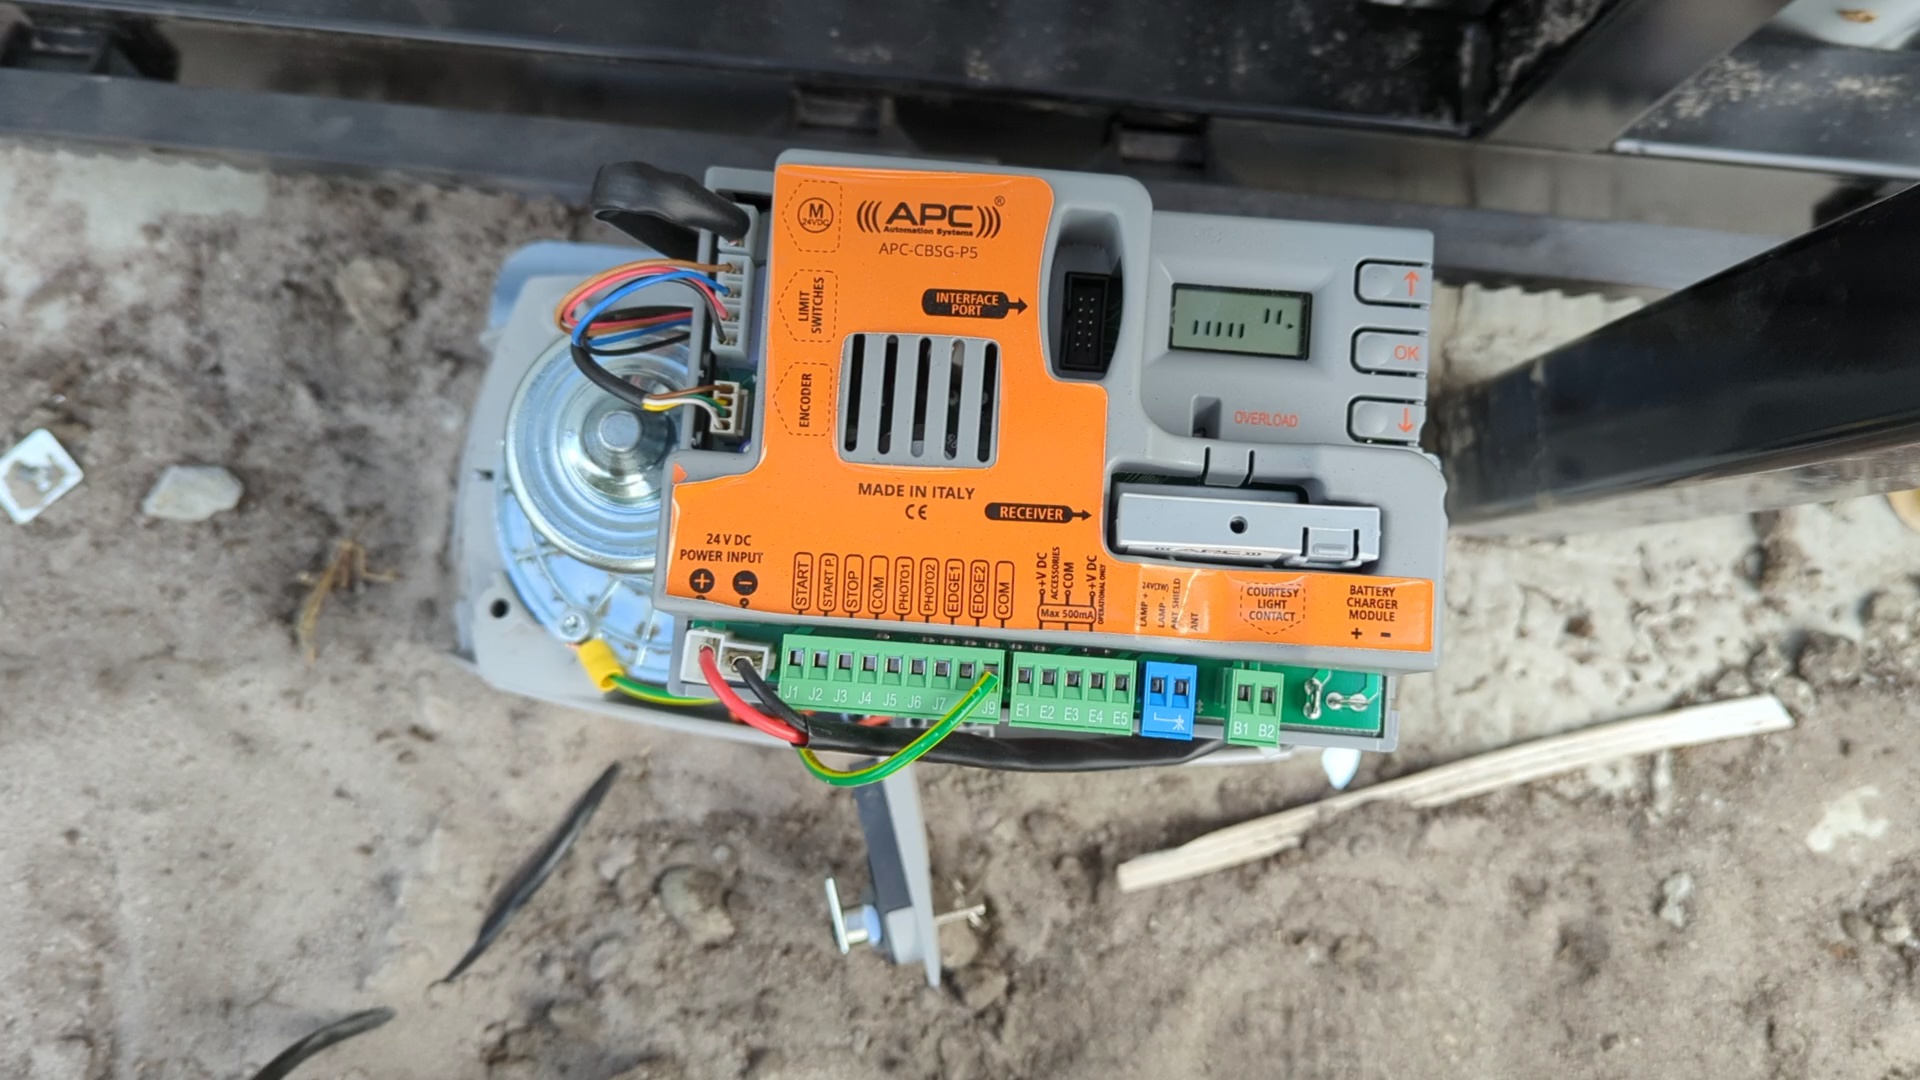 M
24VDC
((( APC )))®
Automation Systems
APC-CBSG-P5
INTERFACE
PORT
LIMIT
SWITCHES
ENCODER
OK
OVERLOAD
MADE IN ITALY
CE
RECEIVER
24 V DC
POWER INPUT
+ -
START
START P.
STOP
COM
PHOTO1
PHOTO2
EDGE1
EDGE2
COM
+V DC
ACCESSORIES
COM
+V DC
OPERATIONAL ONLY
Max 500mA
LAMP +
24V(3W)
LAMP
ANT SHIELD
ANT
COURTESY
LIGHT
CONTACT
BATTERY
CHARGER
MODULE
+ -
J1 J2 J3 J4 J5 J6 J7 J9
E1 E2 E3 E4 E5
B1 B2